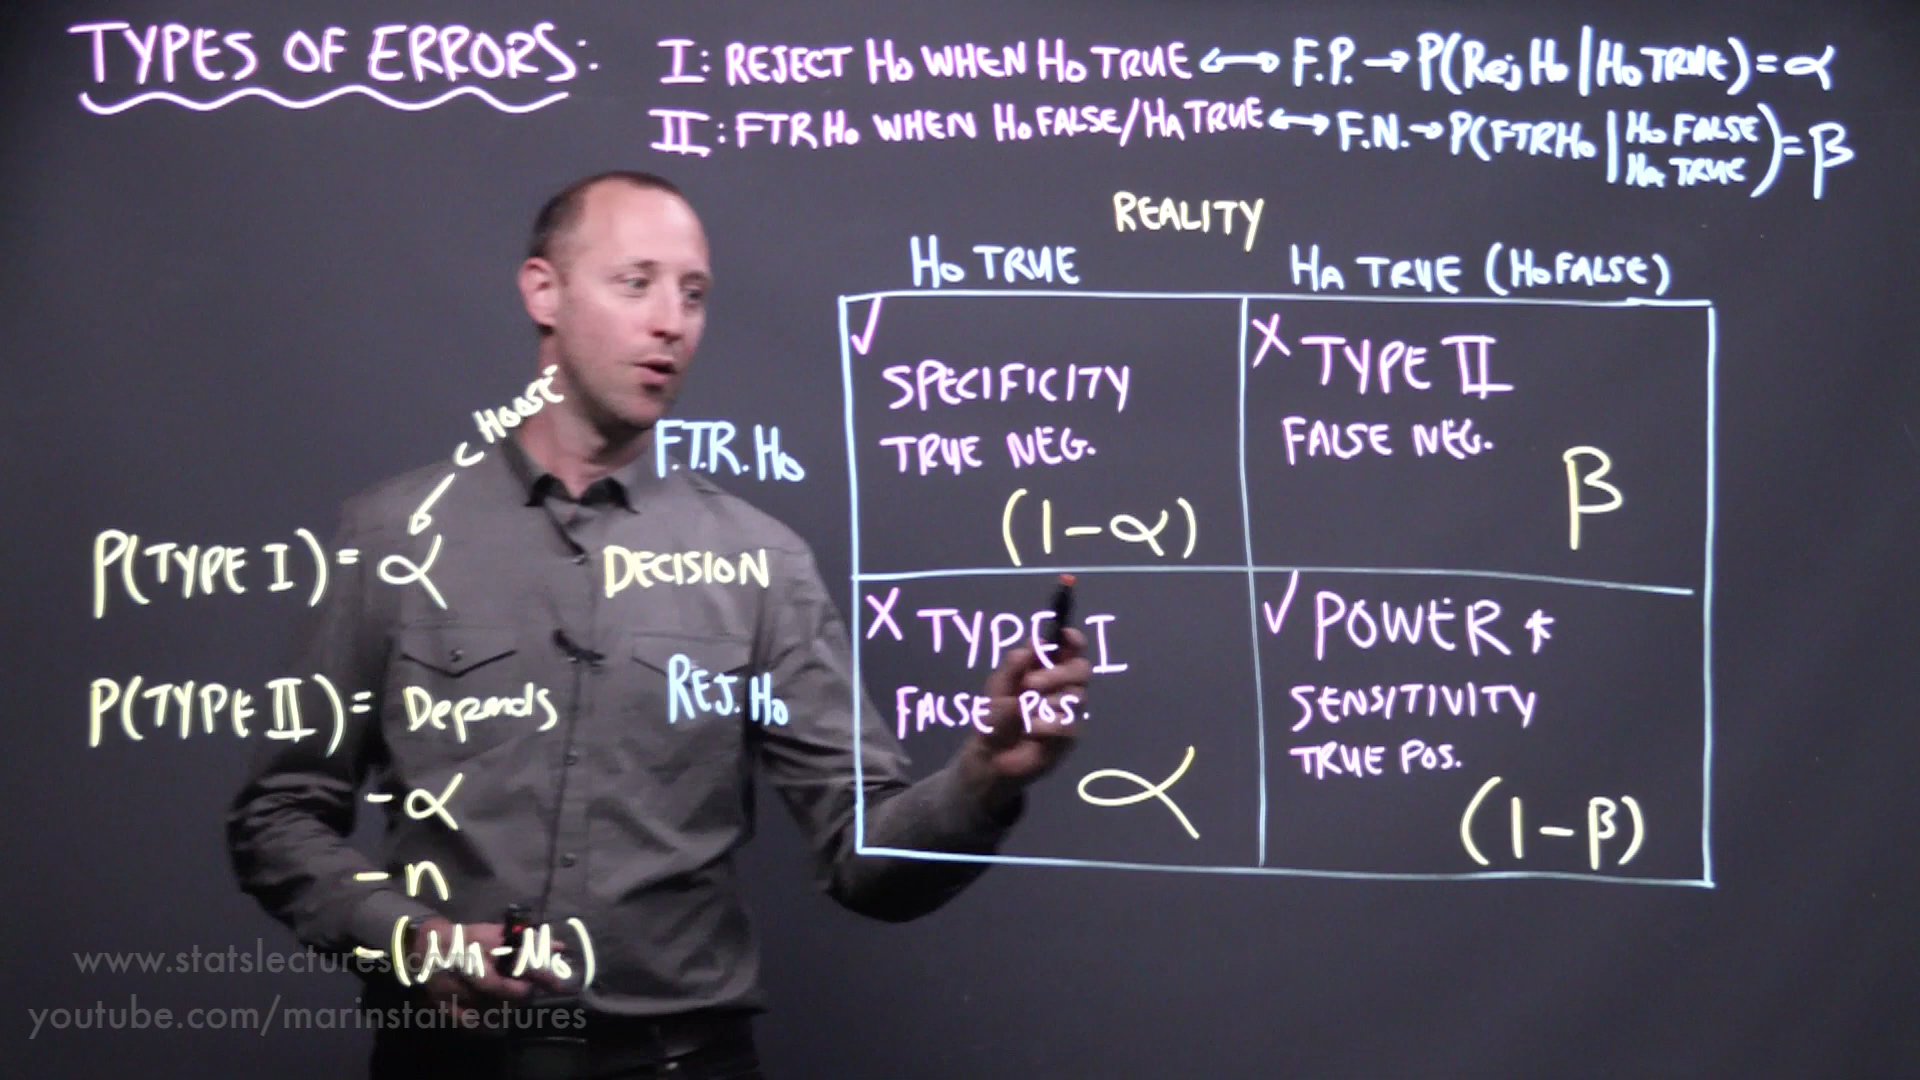 TYPES OF ERRORS:
I: REJECT H0 WHEN H0 TRUE ↔ F.P. → P(Rej H0 | H0 TRUE) = α
II: FTR H0 WHEN H0 FALSE/HA TRUE ↔ F.N. → P(FTR H0 | H0 FALSE HA TRUE) = β
REALITY
H0 TRUE
HA TRUE (H0 FALSE)
✓
SPECIFICITY
TRUE NEG.
(1-α)
X TYPE II
FALSE NEG.
β
F.T.R. H0
DECISION
REJ. H0
X TYPE I
FALSE POS.
α
✓ POWER *
SENSITIVITY
TRUE POS.
(1-β)
CHOOSE
P(TYPE I) = α
P(TYPE II) = Depends
- α
- n
- (μA - μ0)
www.statslectures.com
youtube.com/marinstatlectures